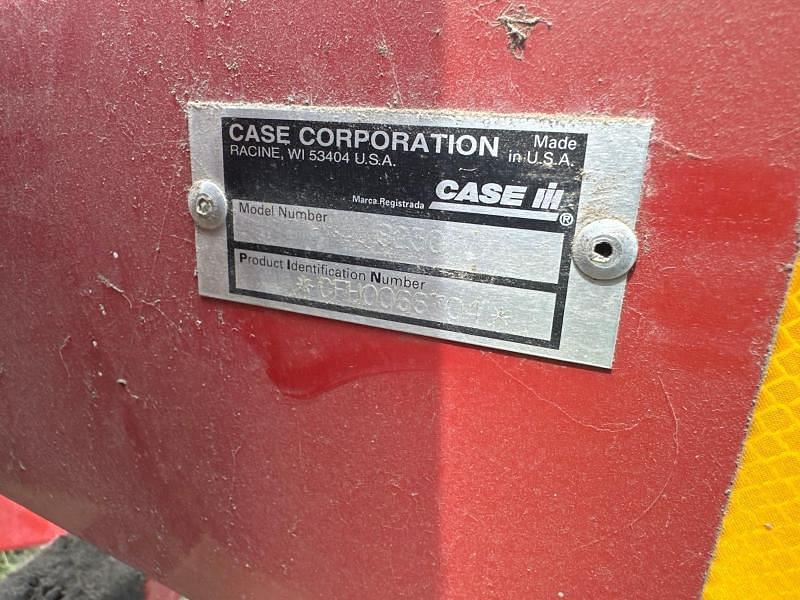 CASE CORPORATION
Made in U.S.A.
RACINE, WI 53404 U.S.A.
Marca Registrada
CASE IH ®
Model Number
Product Identification Number